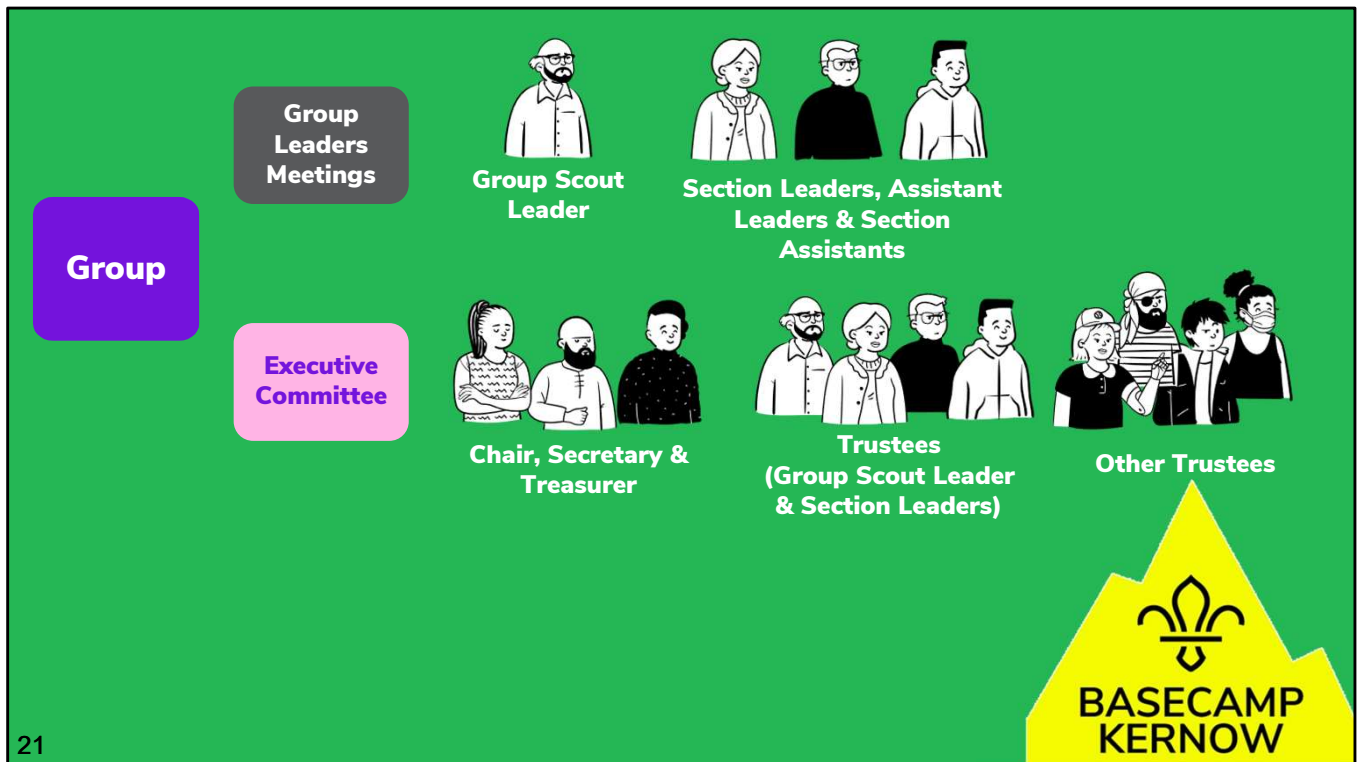 Group
Group
Leaders
Meetings
Group Scout
Leader
Section Leaders, Assistant
Leaders & Section
Assistants
Executive
Committee
Chair, Secretary &
Treasurer
Trustees
(Group Scout Leader
& Section Leaders)
Other Trustees
BASECAMP
KERNOW
21